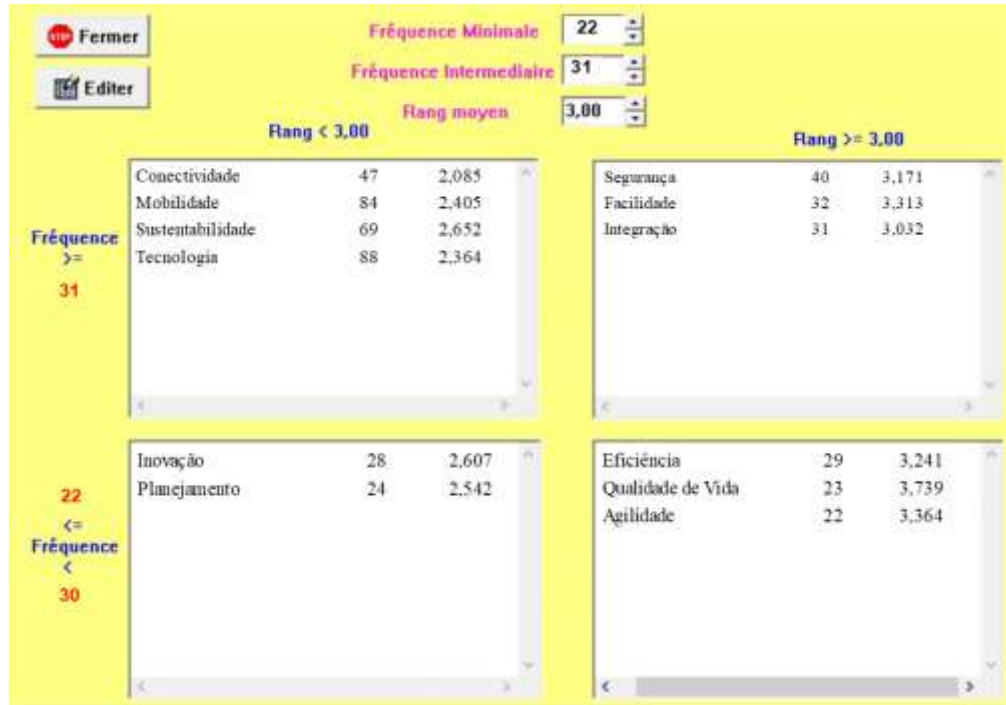 Fermer
Fréquence Minimale 22
Editer
Fréquence Intermediaire 31
Rang moyen 3,00
Rang < 3,00
Rang >= 3,00
Fréquence
>=
31
Conectividade 47 2,085
Mobilidade 84 2,405
Sustentabilidade 69 2,652
Tecnologia 88 2,364
Segurança 40 3,171
Facilidade 32 3,313
Integração 31 3,032
22
<=
Fréquence
<
30
Inovação 28 2,607
Planejamento 24 2,542
Eficiência 29 3,241
Qualidade de Vida 23 3,739
Agilidade 22 3,364